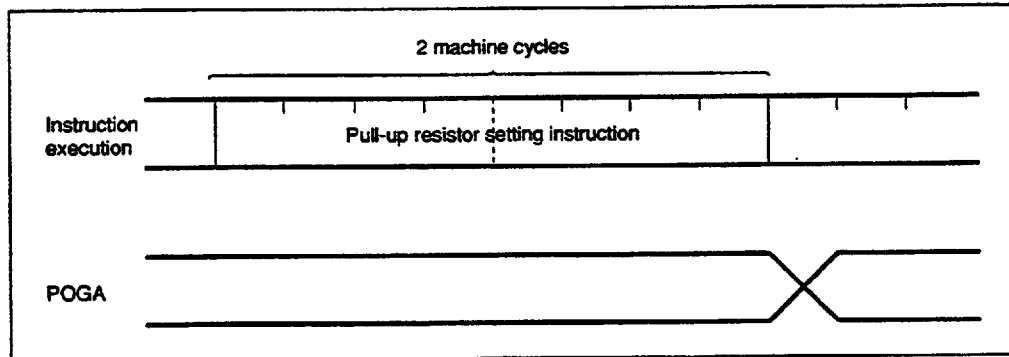 2 machine cycles
Instruction
execution
Pull-up resistor setting instruction
POGA